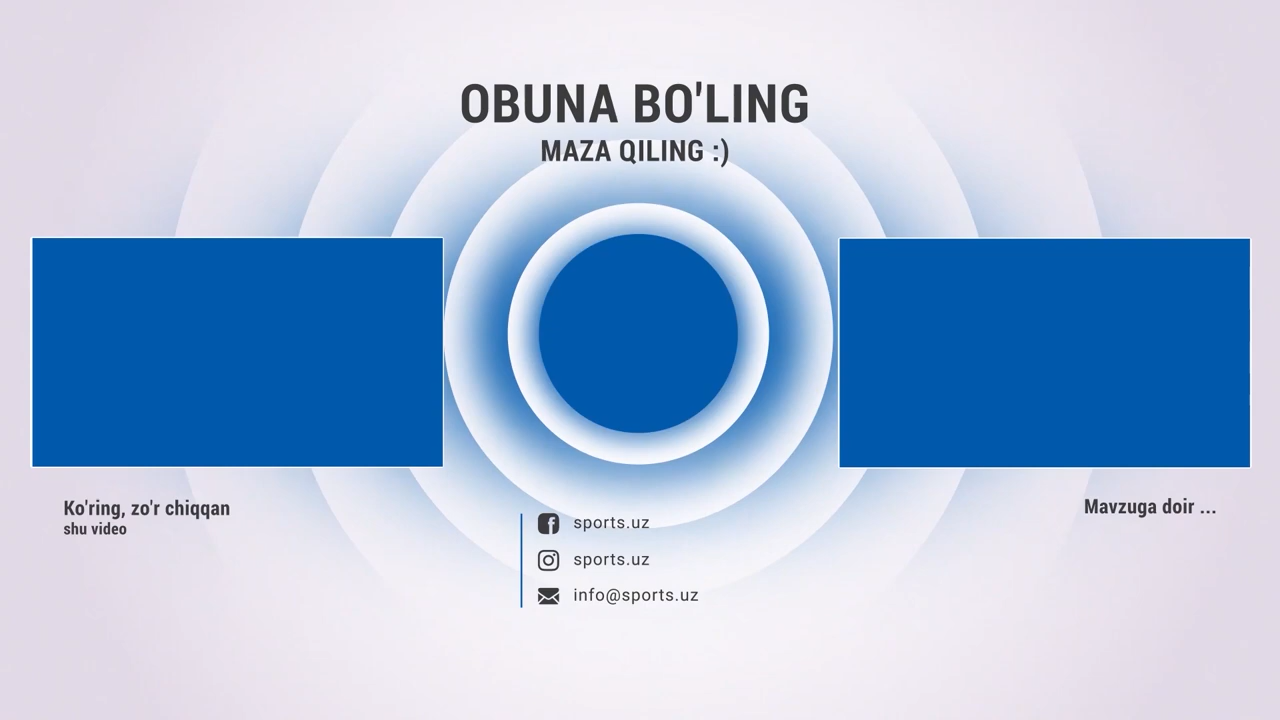 OBUNA BO'LING
MAZA QILING :)
Ko'ring, zo'r chiqqan
shu video
Mavzuga doir ...
sports.uz
sports.uz
info@sports.uz